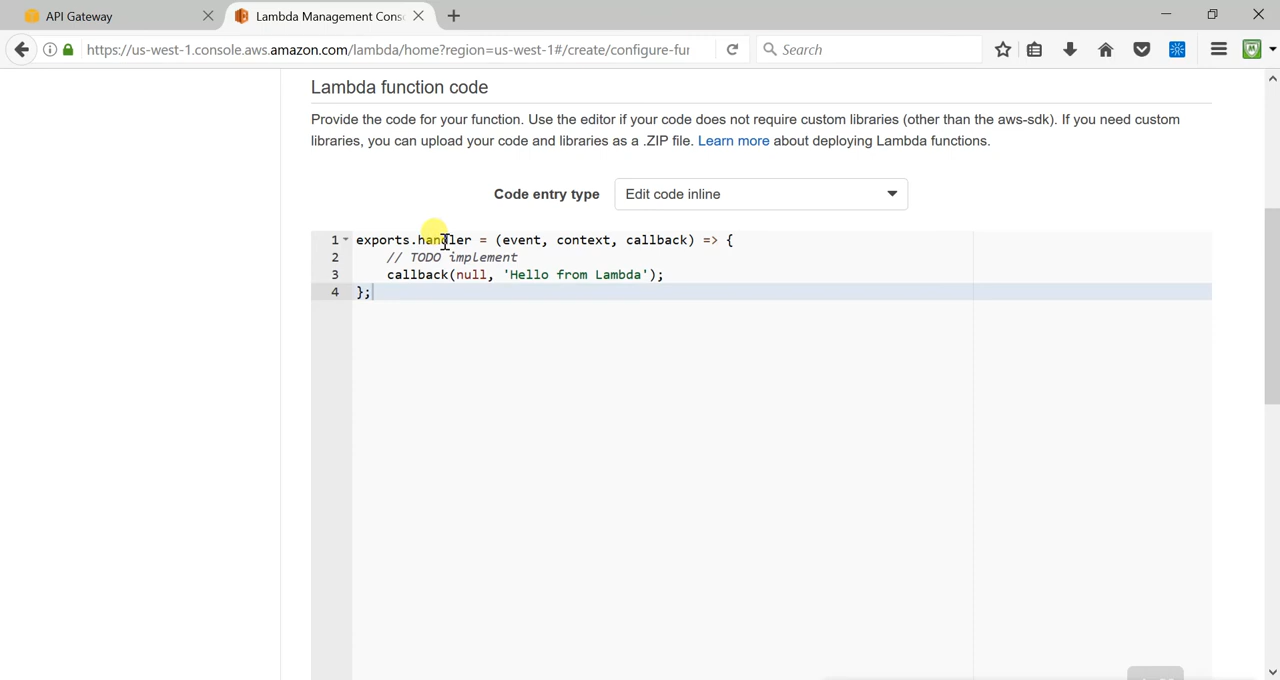 API Gateway
Lambda Management Cons
https://us-west-1.console.aws.amazon.com/lambda/home?region=us-west-1#/create/configure-fur
Search
Lambda function code
Provide the code for your function. Use the editor if your code does not require custom libraries (other than the aws-sdk). If you need custom
libraries, you can upload your code and libraries as a .ZIP file. Learn more about deploying Lambda functions.
Code entry type
Edit code inline
1 exports.handler = (event, context, callback) => {
2 // TODO implement
3 callback(null, 'Hello from Lambda');
4 };